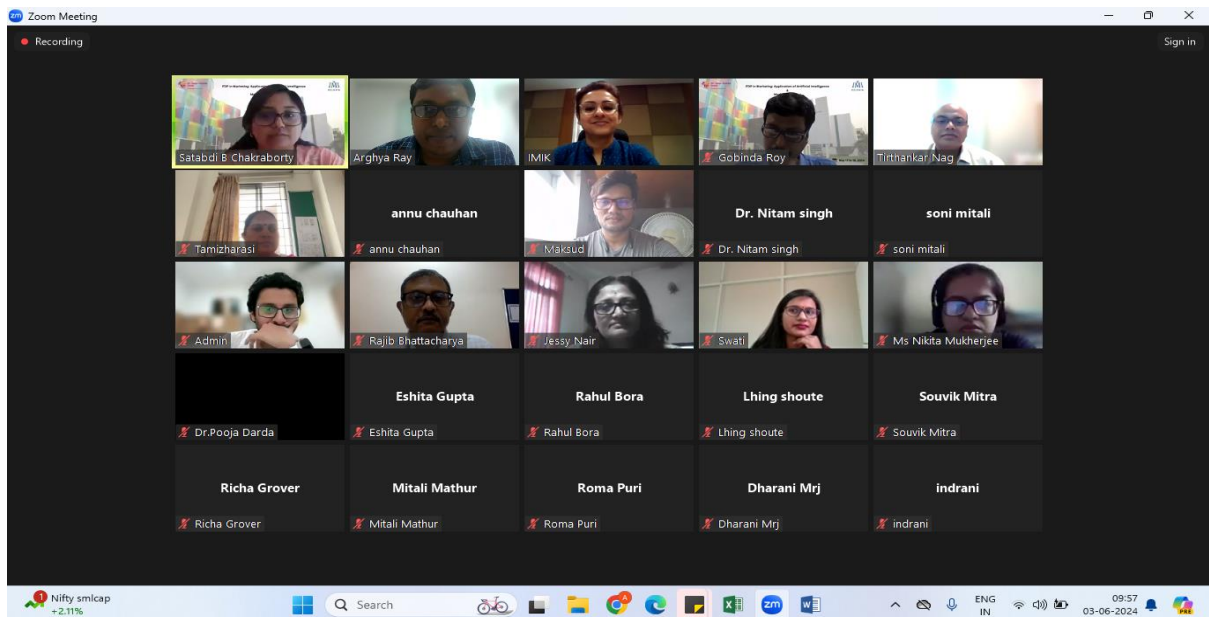 Zoom Meeting
Recording
Sign in
Satabdi B Chakraborty
Arghya Ray
IMIK
Gobinda Roy
Tirthankar Nag
Tamizharasi
annu chauhan
annu chauhan
Maksud
Dr. Nitam singh
Dr. Nitam singh
soni mitali
soni mitali
Admin
Rajib Bhattacharya
Jessy Nair
Swati
Ms Nikita Mukherjee
Dr.Pooja Darda
Eshita Gupta
Eshita Gupta
Rahul Bora
Rahul Bora
Lhing shoute
Lhing shoute
Souvik Mitra
Souvik Mitra
Richa Grover
Richa Grover
Mitali Mathur
Mitali Mathur
Roma Puri
Roma Puri
Dharani Mrj
Dharani Mrj
indrani
indrani
1
Nifty smlcap
+2.11%
Search
zm
ENG
IN
09:57
03-06-2024
PRE